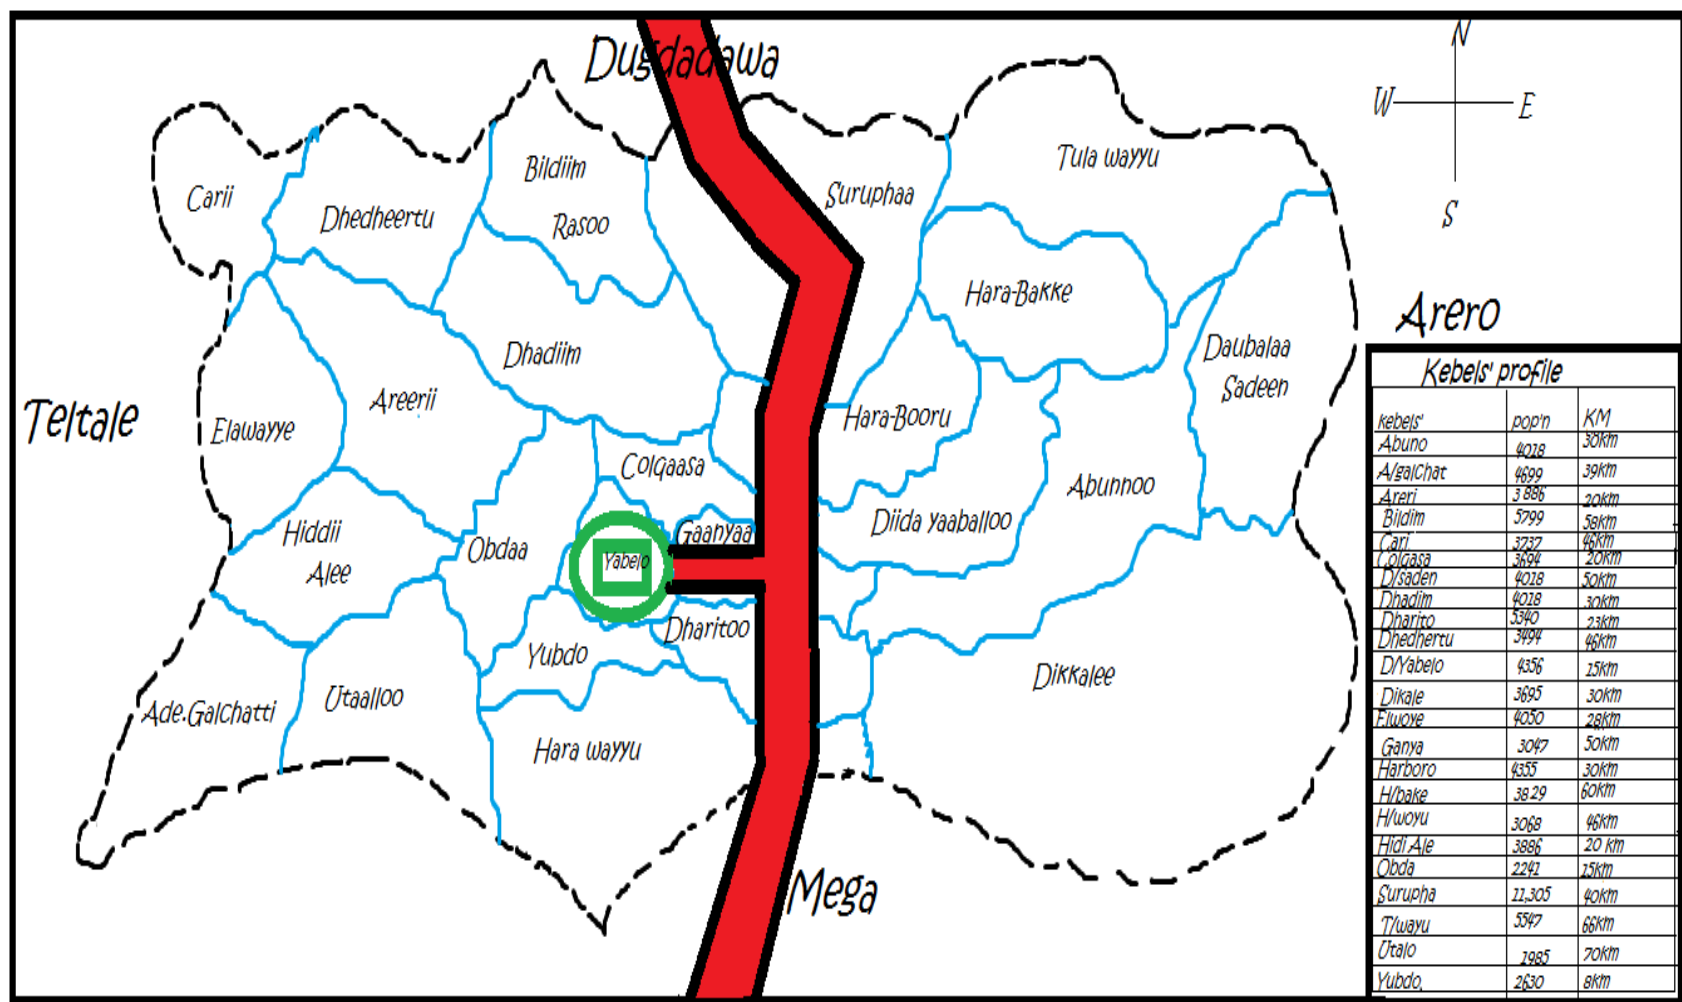 N
W
E
S
Dugdadawa
Teltale
Arero
Mega
Carii
Dhedheertu
Bildiim
Rasoo
Suruphaa
Tula wayyu
Hara-Bakke
Daubalaa
Sadeen
Dhadiim
Areerii
Elawayye
Hara-Booru
Colgaasa
Abunnoo
Diida yaaballoo
Gaanyaa
Hiddii
Alee
Obdaa
Yabelo
Dharitoo
Yubdo
Dikkalee
Ade.Galchatti
Utaalloo
Hara wayyu
Kebels' profile
kebels' pop'n KM
Abuno 4018 30km
A/galchat 4699 39km
Areri 3886 20km
Bildim 5799 58km
Cari 3737 46km
Colgasa 3694 20km
D/saden 4018 50km
Dhadim 4018 30km
Dharito 5340 23km
Dhedhertu 3494 46km
D/Yabelo 4356 15km
Dikale 3695 30km
Elwoye 4050 28km
Ganya 3047 50km
Harboro 4355 30km
H/bake 3829 60km
H/woyu 3068 46km
Hidi Ale 3886 20 km
Obda 2241 15km
Surupha 11,305 40km
T/wayu 5547 66km
Utalo 1985 70km
Yubdo, 2630 8km